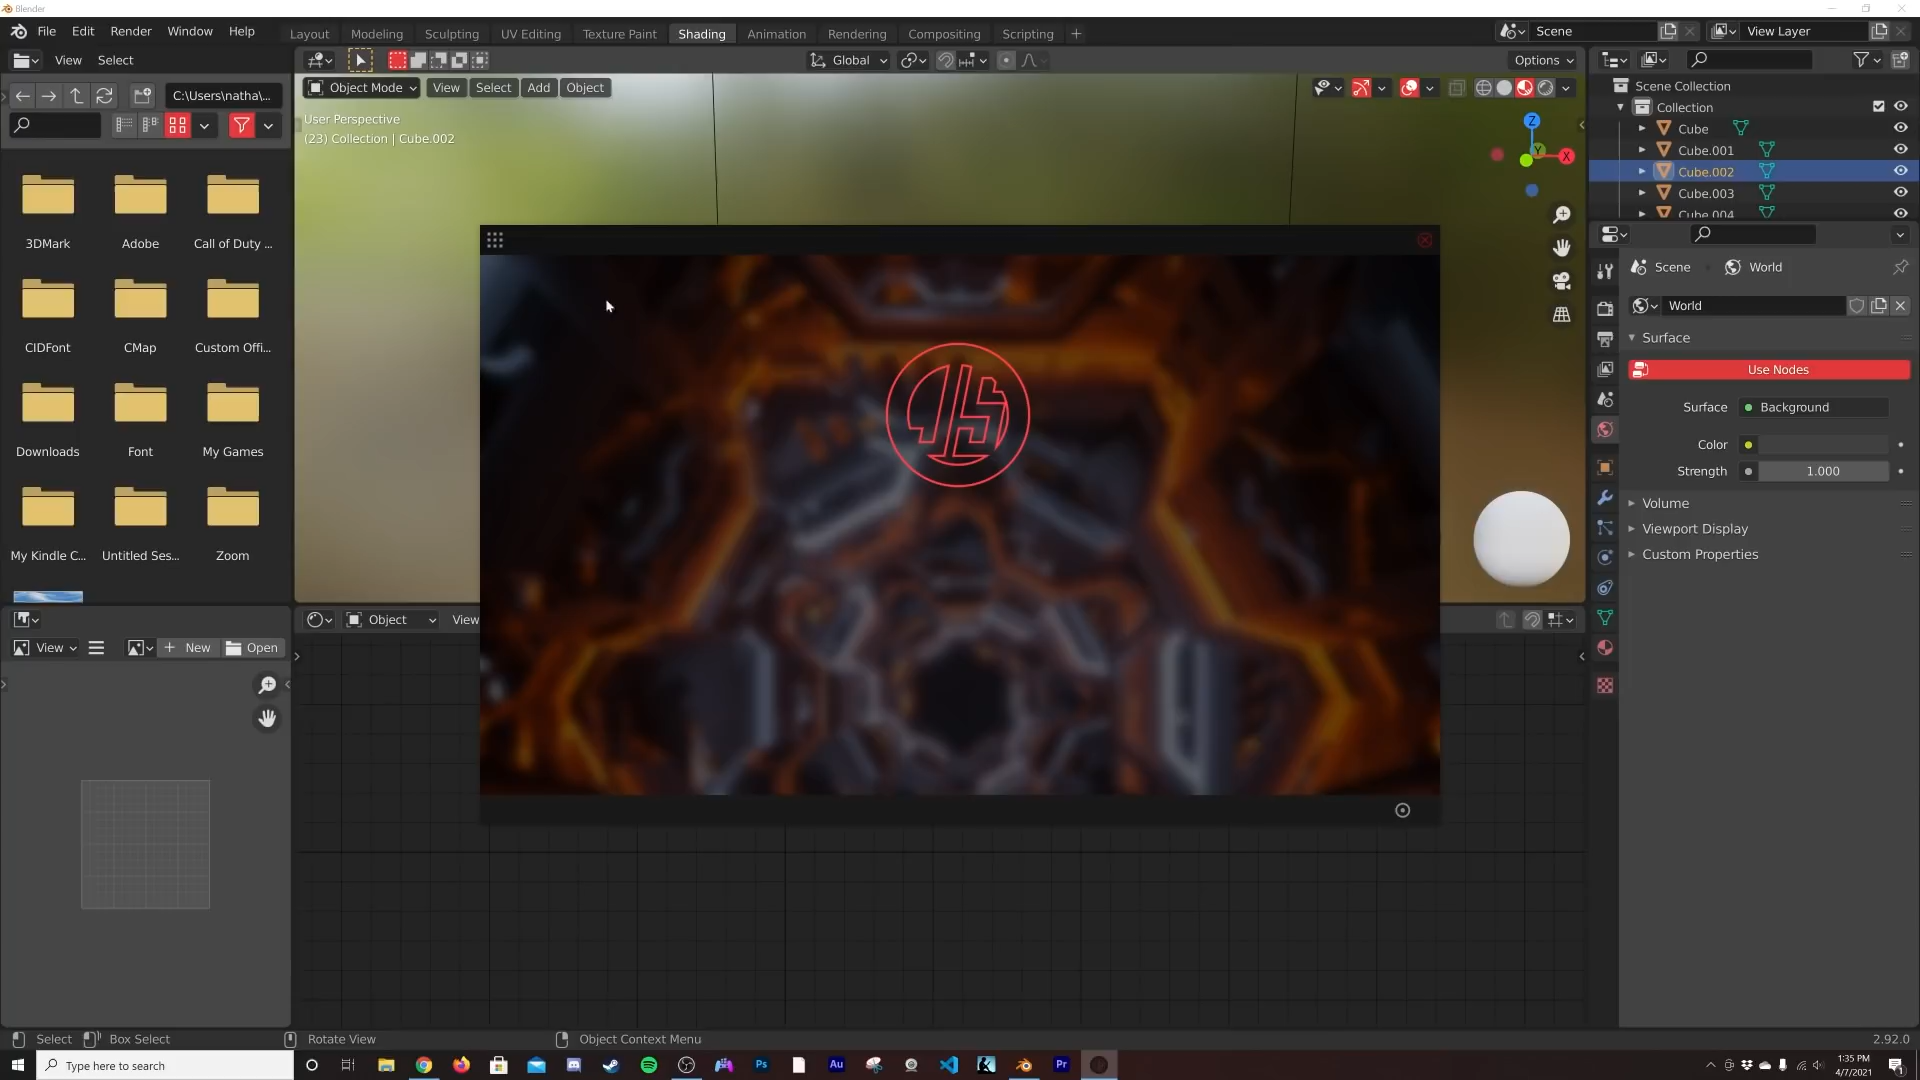 Blender
File Edit Render Window Help
Layout Modeling Sculpting UV Editing Texture Paint Shading Animation Rendering Compositing Scripting +
Scene
View Layer
View Select
Global
Options
C:\Users\natha\...
Object Mode View Select Add Object
User Perspective
(23) Collection | Cube.002
Z
Y
X
3DMark Adobe Call of Duty ...
CIDFont CMap Custom Offi...
Downloads Font My Games
My Kindle C... Untitled Ses... Zoom
Scene Collection
Collection
Cube
Cube.001
Cube.002
Cube.003
Cube.004
Scene World
World
Surface
Use Nodes
Surface Background
Color
Strength 1.000
Volume
Viewport Display
Custom Properties
View + New Open
Object View
Select Box Select Rotate View Object Context Menu 2.92.0
Type here to search
Ps
Au
Pr
1:35 PM
4/7/2021